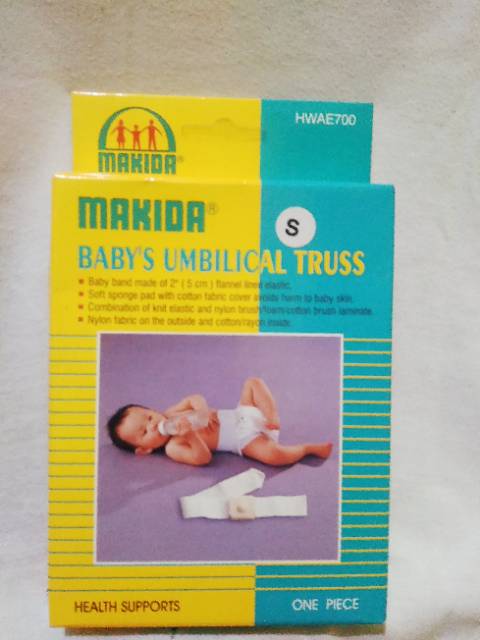 HWAE700
MAKIDA®
MAKIDA®
S
BABY'S UMBILICAL TRUSS
Baby band made of 2" ( 5 cm ) flannel linen elastic.
Soft sponge pad with cotton fabric cover avoids harm to baby skin.
Combination of knit elastic and nylon brush/foam/cotton brush laminate.
Nylon fabric on the outside and cotton/rayon inside.
HEALTH SUPPORTS
ONE PIECE